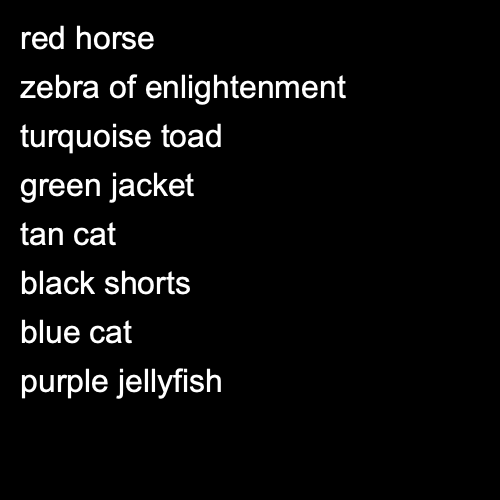 red horse
zebra of enlightenment
turquoise toad
green jacket
tan cat
black shorts
blue cat
purple jellyfish